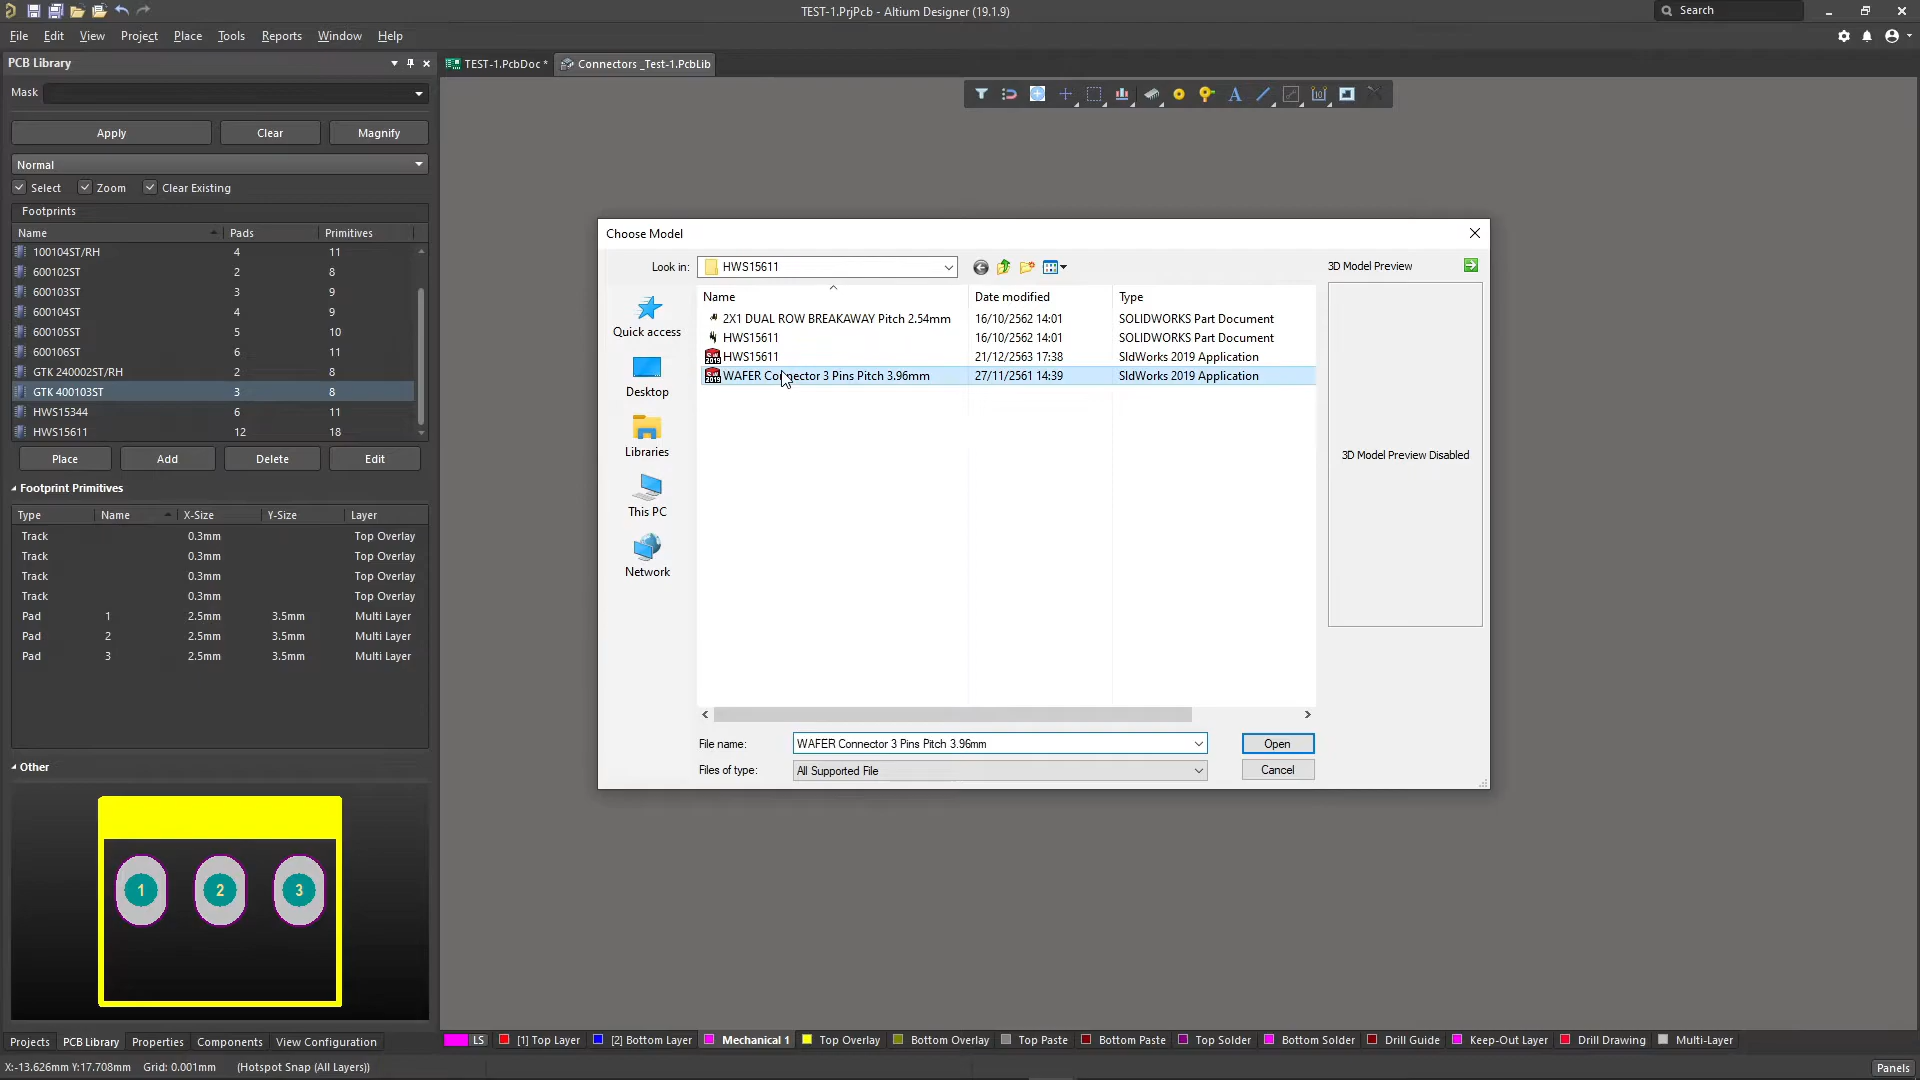 TEST-1.PrjPcb - Altium Designer (19.1.9)
Search
File Edit View Project Place Tools Reports Window Help
PCB Library
TEST-1.PcbDoc *
Connectors _Test-1.PcbLib
Mask
Apply Clear Magnify
Normal
Select Zoom Clear Existing
Footprints
Name Pads Primitives
100104ST/RH 4 11
600102ST 2 8
600103ST 3 9
600104ST 4 9
600105ST 5 10
600106ST 6 11
GTK 240002ST/RH 2 8
GTK 400103ST 3 8
HWS15344 6 11
HWS15611 12 18
Place Add Delete Edit
Footprint Primitives
Type Name X-Size Y-Size Layer
Track 0.3mm Top Overlay
Track 0.3mm Top Overlay
Track 0.3mm Top Overlay
Track 0.3mm Top Overlay
Pad 1 2.5mm 3.5mm Multi Layer
Pad 2 2.5mm 3.5mm Multi Layer
Pad 3 2.5mm 3.5mm Multi Layer
Other
1 2 3
Choose Model
Look in: HWS15611
3D Model Preview
Quick access
Desktop
Libraries
This PC
Network
Name Date modified Type
2X1 DUAL ROW BREAKAWAY Pitch 2.54mm 16/10/2562 14:01 SOLIDWORKS Part Document
HWS15611 16/10/2562 14:01 SOLIDWORKS Part Document
HWS15611 21/12/2563 17:38 SldWorks 2019 Application
WAFER Connector 3 Pins Pitch 3.96mm 27/11/2561 14:39 SldWorks 2019 Application
3D Model Preview Disabled
File name: WAFER Connector 3 Pins Pitch 3.96mm Open
Files of type: All Supported File Cancel
Projects PCB Library Properties Components View Configuration
LS [1] Top Layer [2] Bottom Layer Mechanical 1 Top Overlay Bottom Overlay Top Paste Bottom Paste Top Solder Bottom Solder Drill Guide Keep-Out Layer Drill Drawing Multi-Layer
X:-13.626mm Y:17.708mm Grid: 0.001mm (Hotspot Snap (All Layers))
Panels